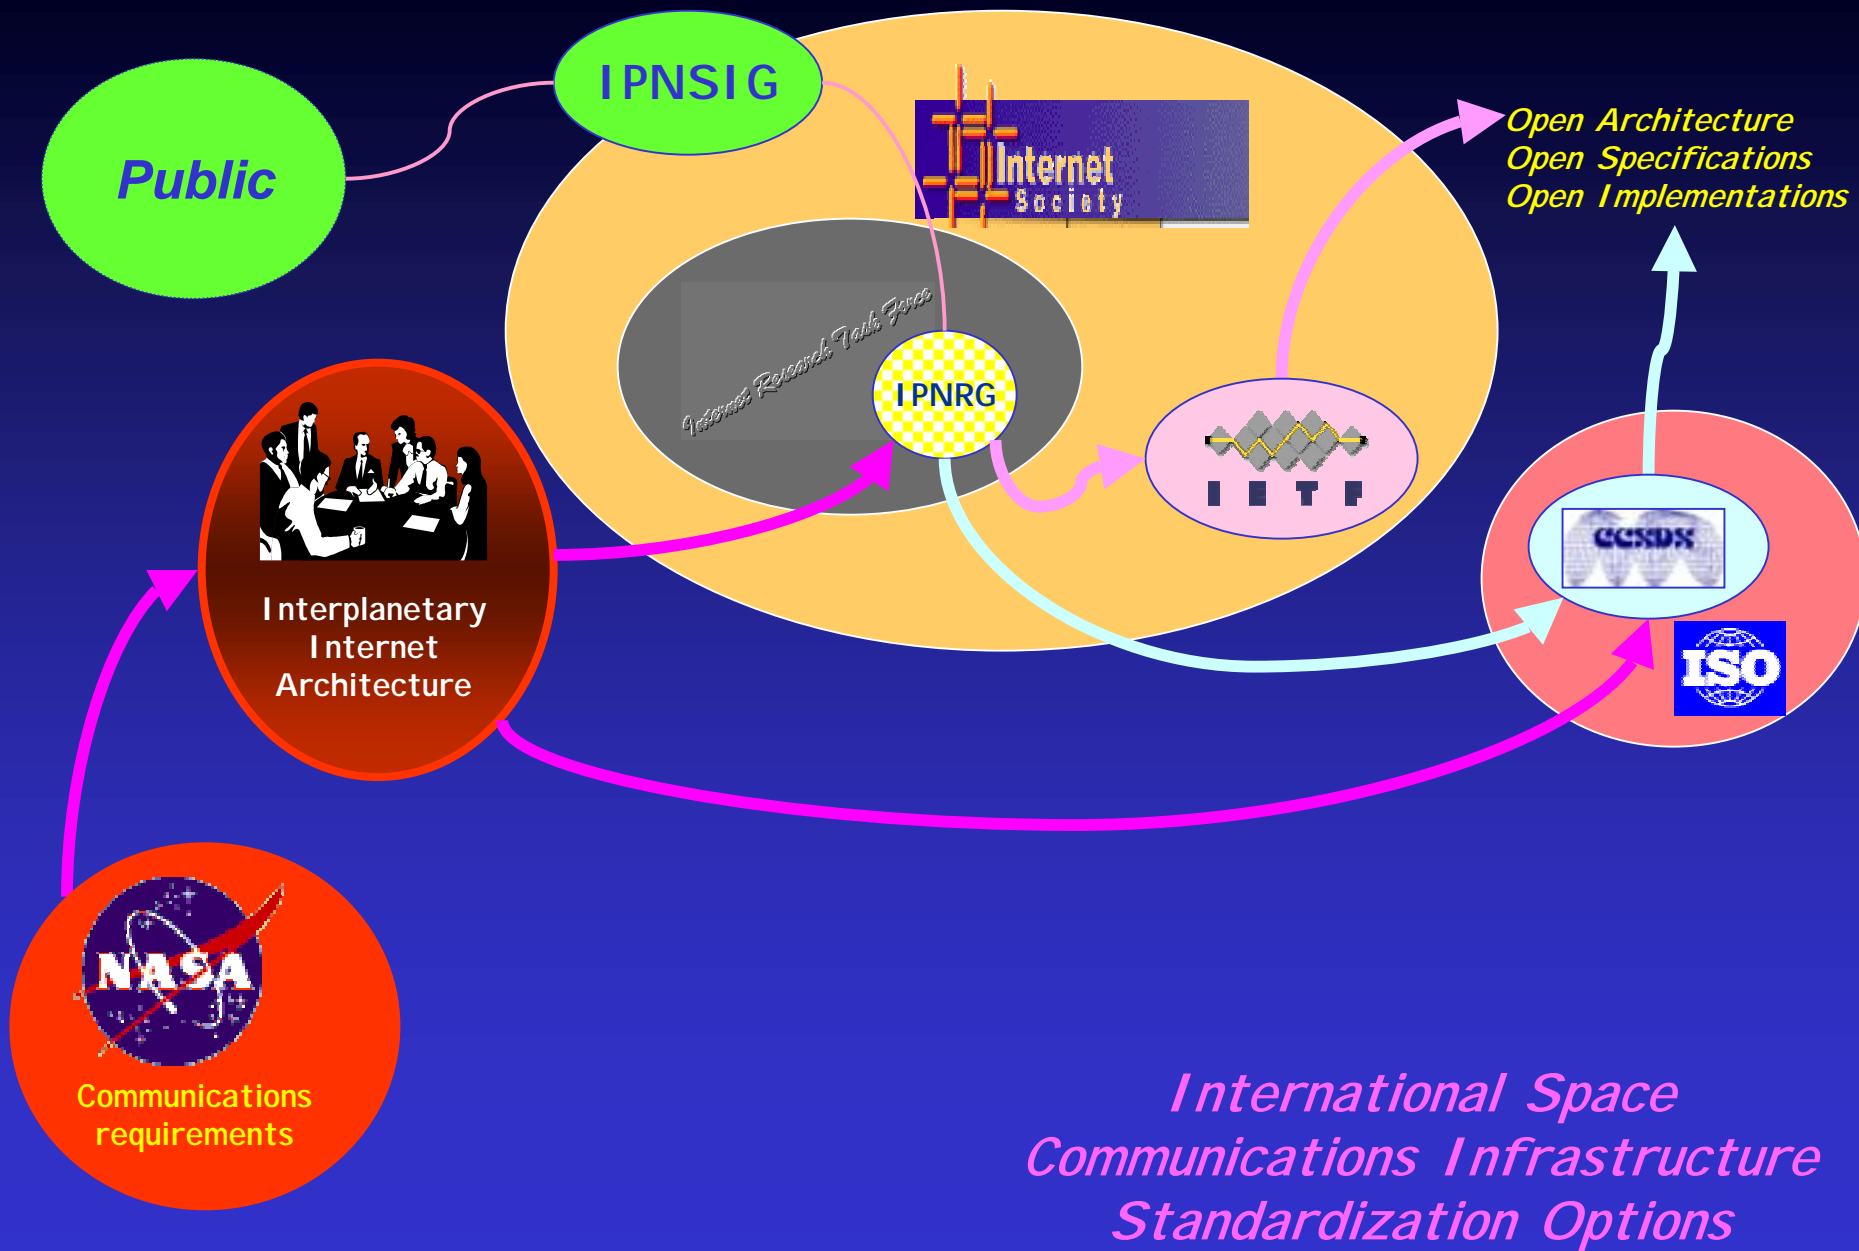 Public
IPNSIG
Internet
Society
Open Architecture
Open Specifications
Open Implementations
Internet Research Task Force
IPNRG
IETF
CCSDS
ISO
Interplanetary
Internet
Architecture
NASA
Communications
requirements
International Space
Communications Infrastructure
Standardization Options